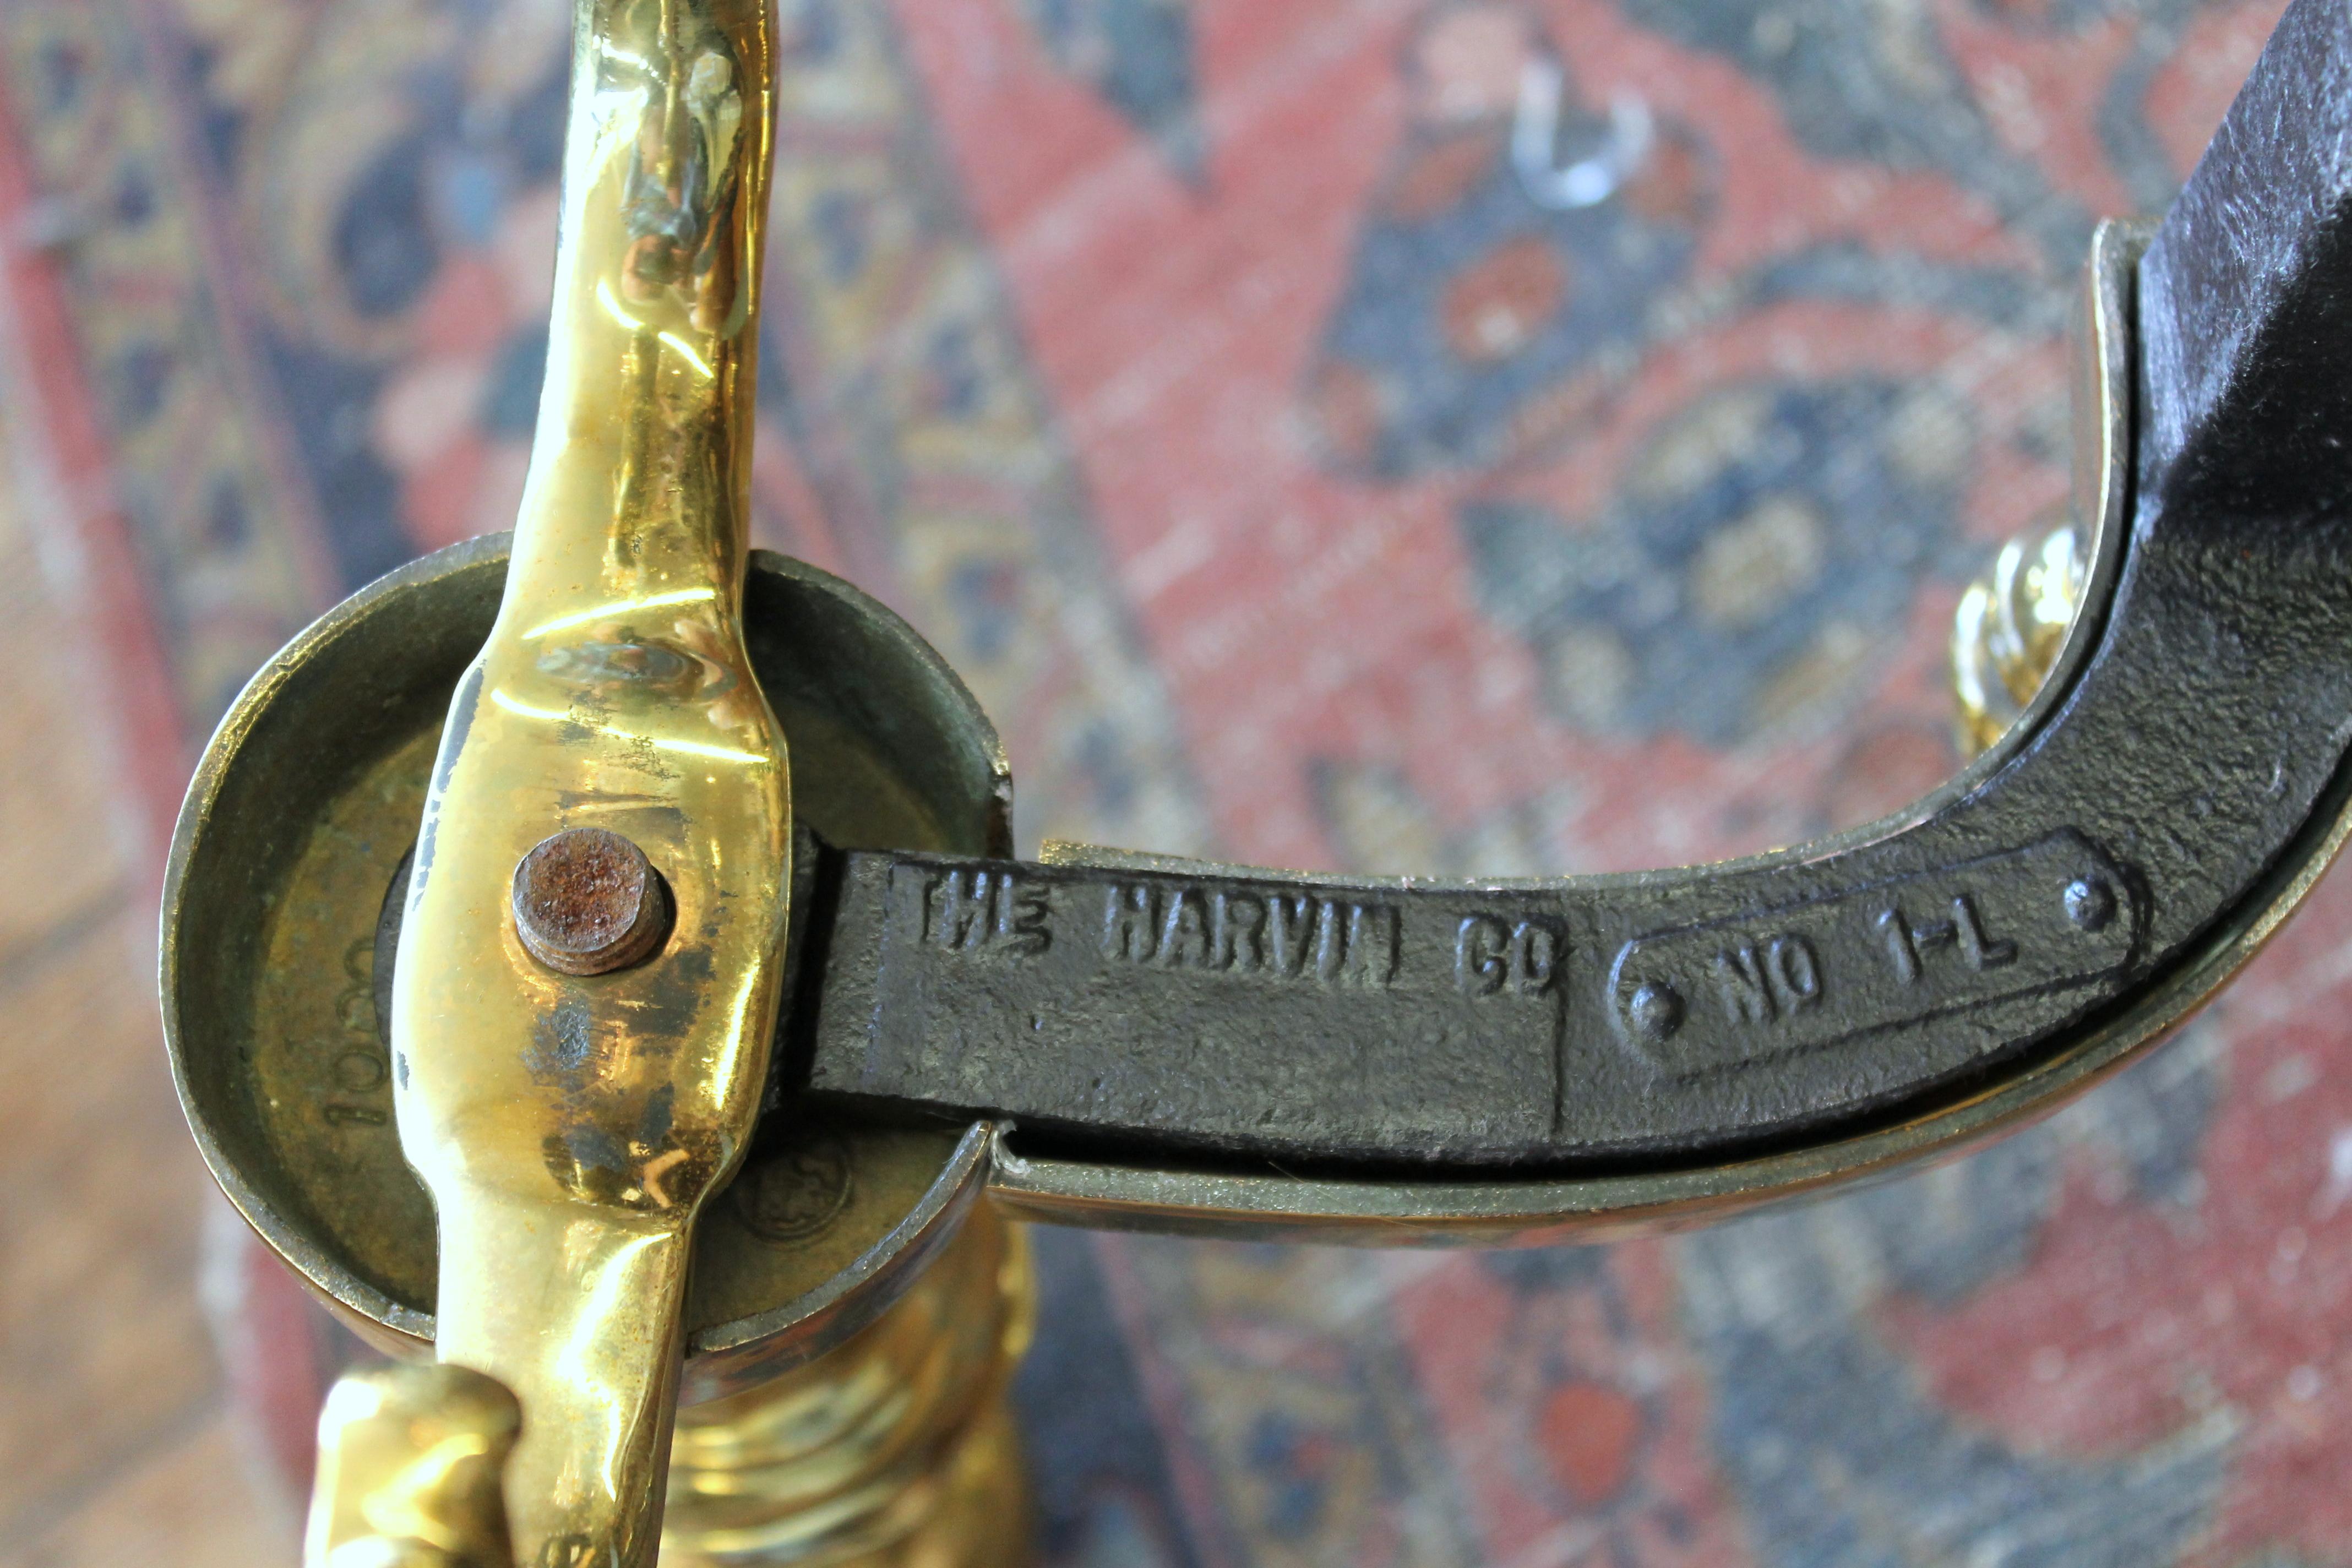 THE HARVIN CO
NO 1-L